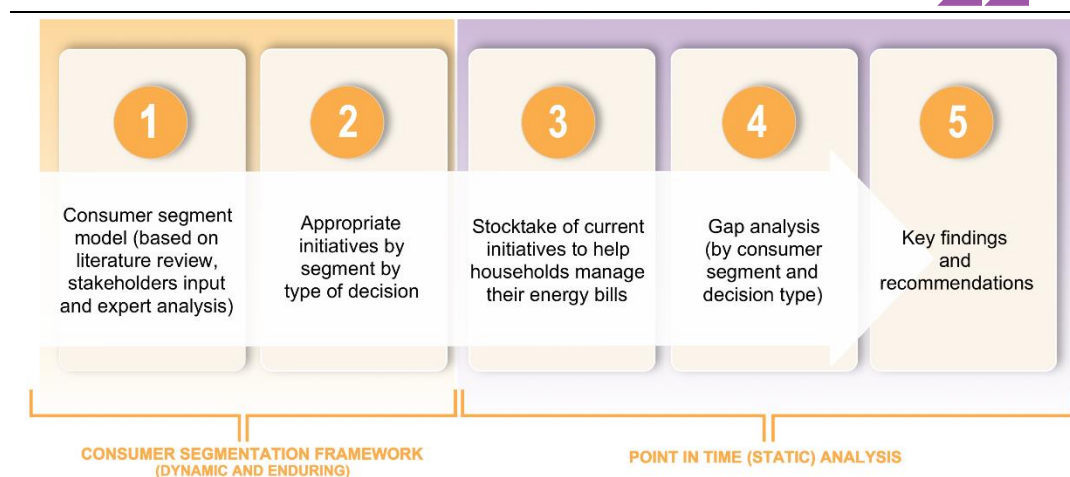 1
Consumer segment
model (based on
literature review,
stakeholders input
and expert analysis)
2
Appropriate
initiatives by
segment by
type of decision
3
Stocktake of current
initiatives to help
households manage
their energy bills
4
Gap analysis
(by consumer
segment and
decision type)
5
Key findings
and
recommendations
CONSUMER SEGMENTATION FRAMEWORK
(DYNAMIC AND ENDURING)
POINT IN TIME (STATIC) ANALYSIS